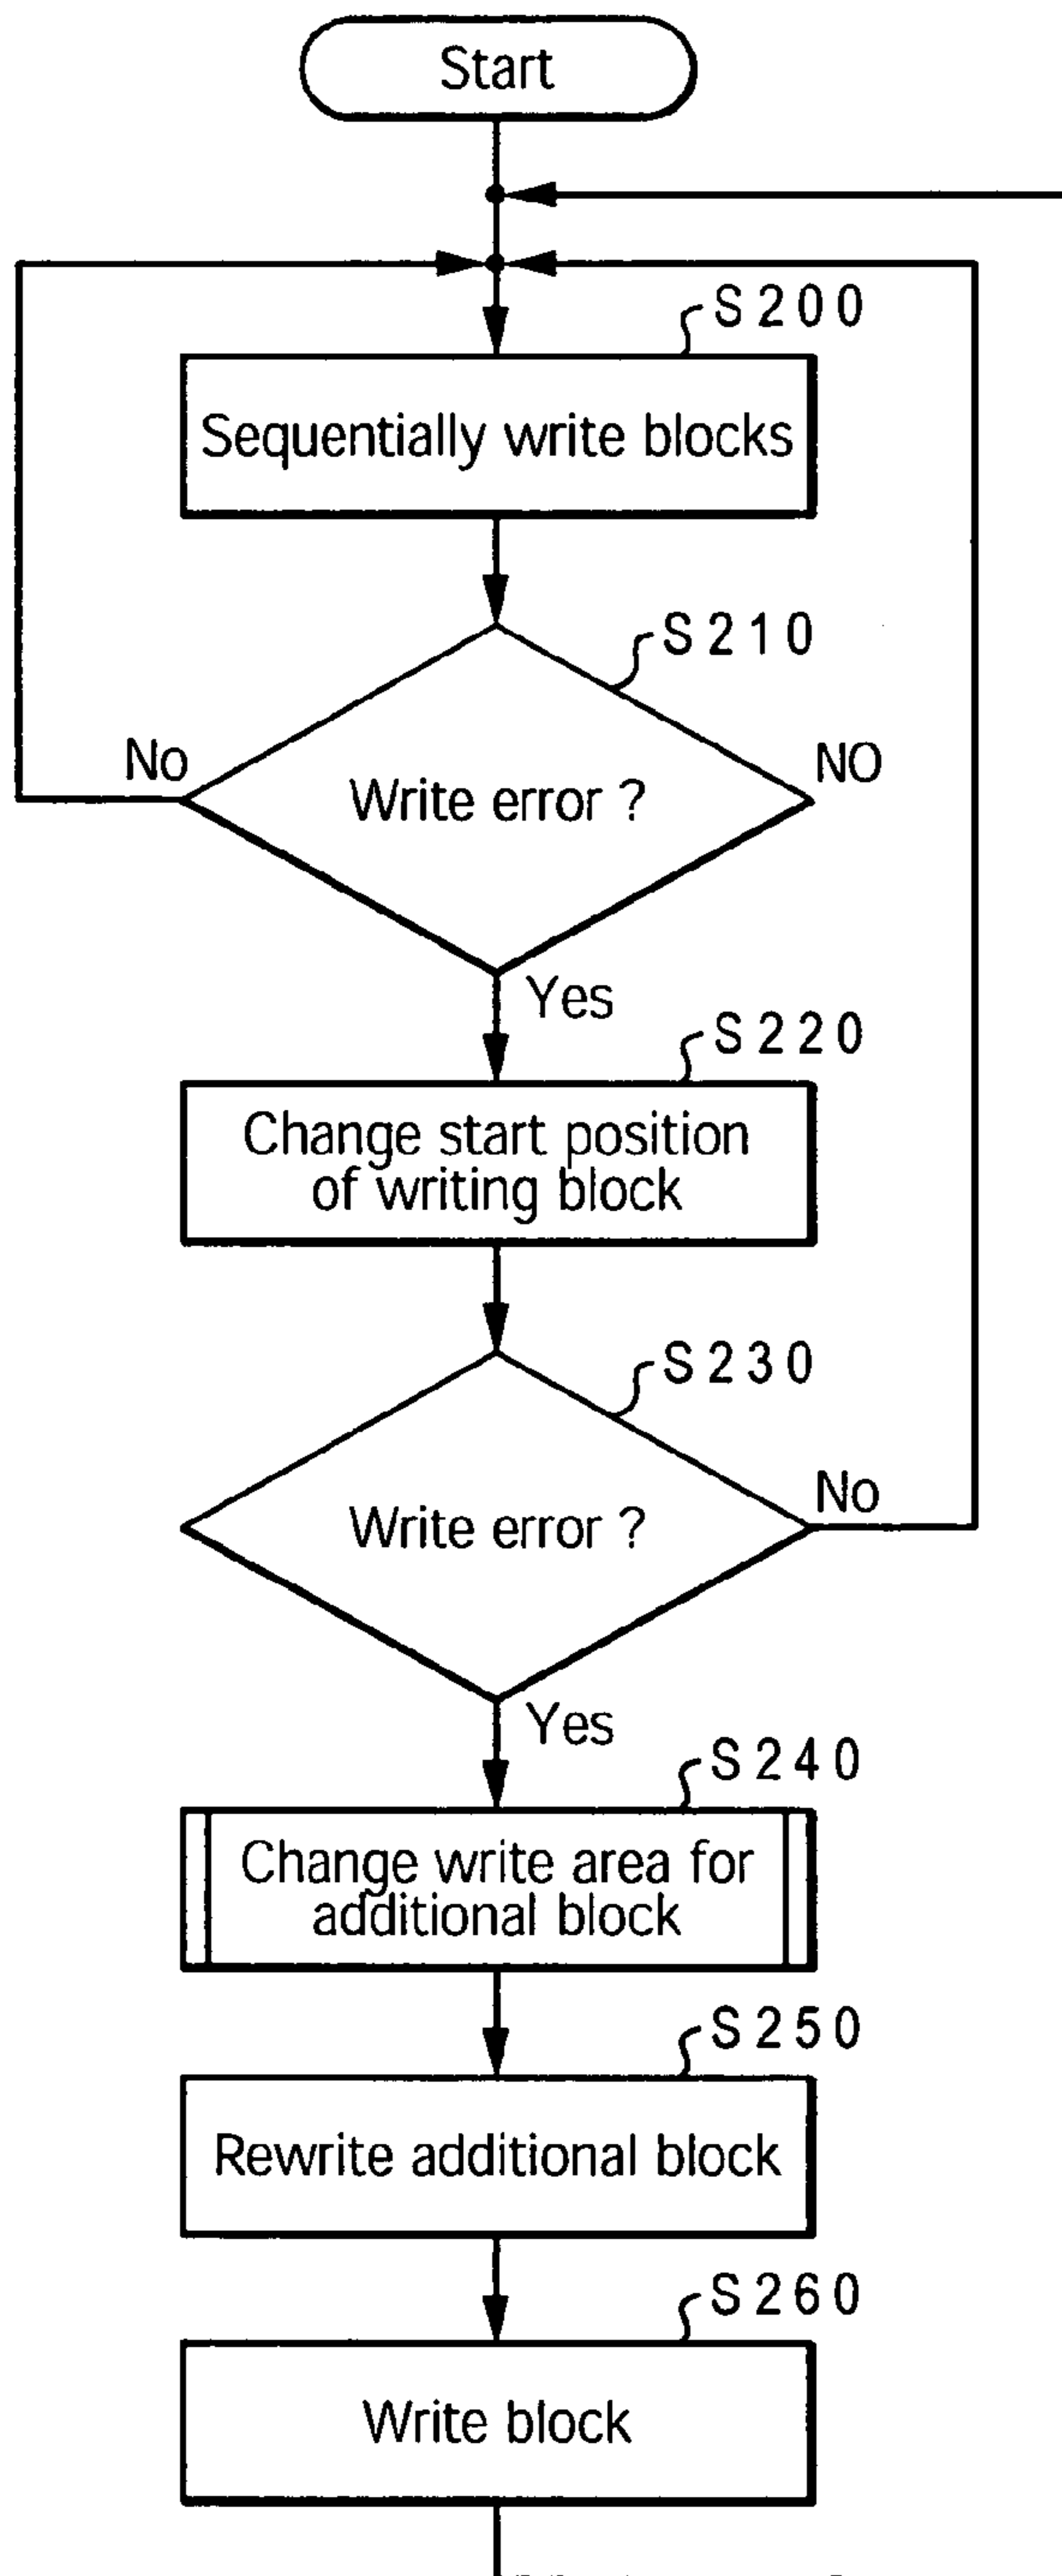 Start
S200
Sequentially write blocks
S210
No
NO
Write error ?
Yes
S220
Change start position
of writing block
S230
No
Write error ?
Yes
S240
Change write area for
additional block
S250
Rewrite additional block
S260
Write block